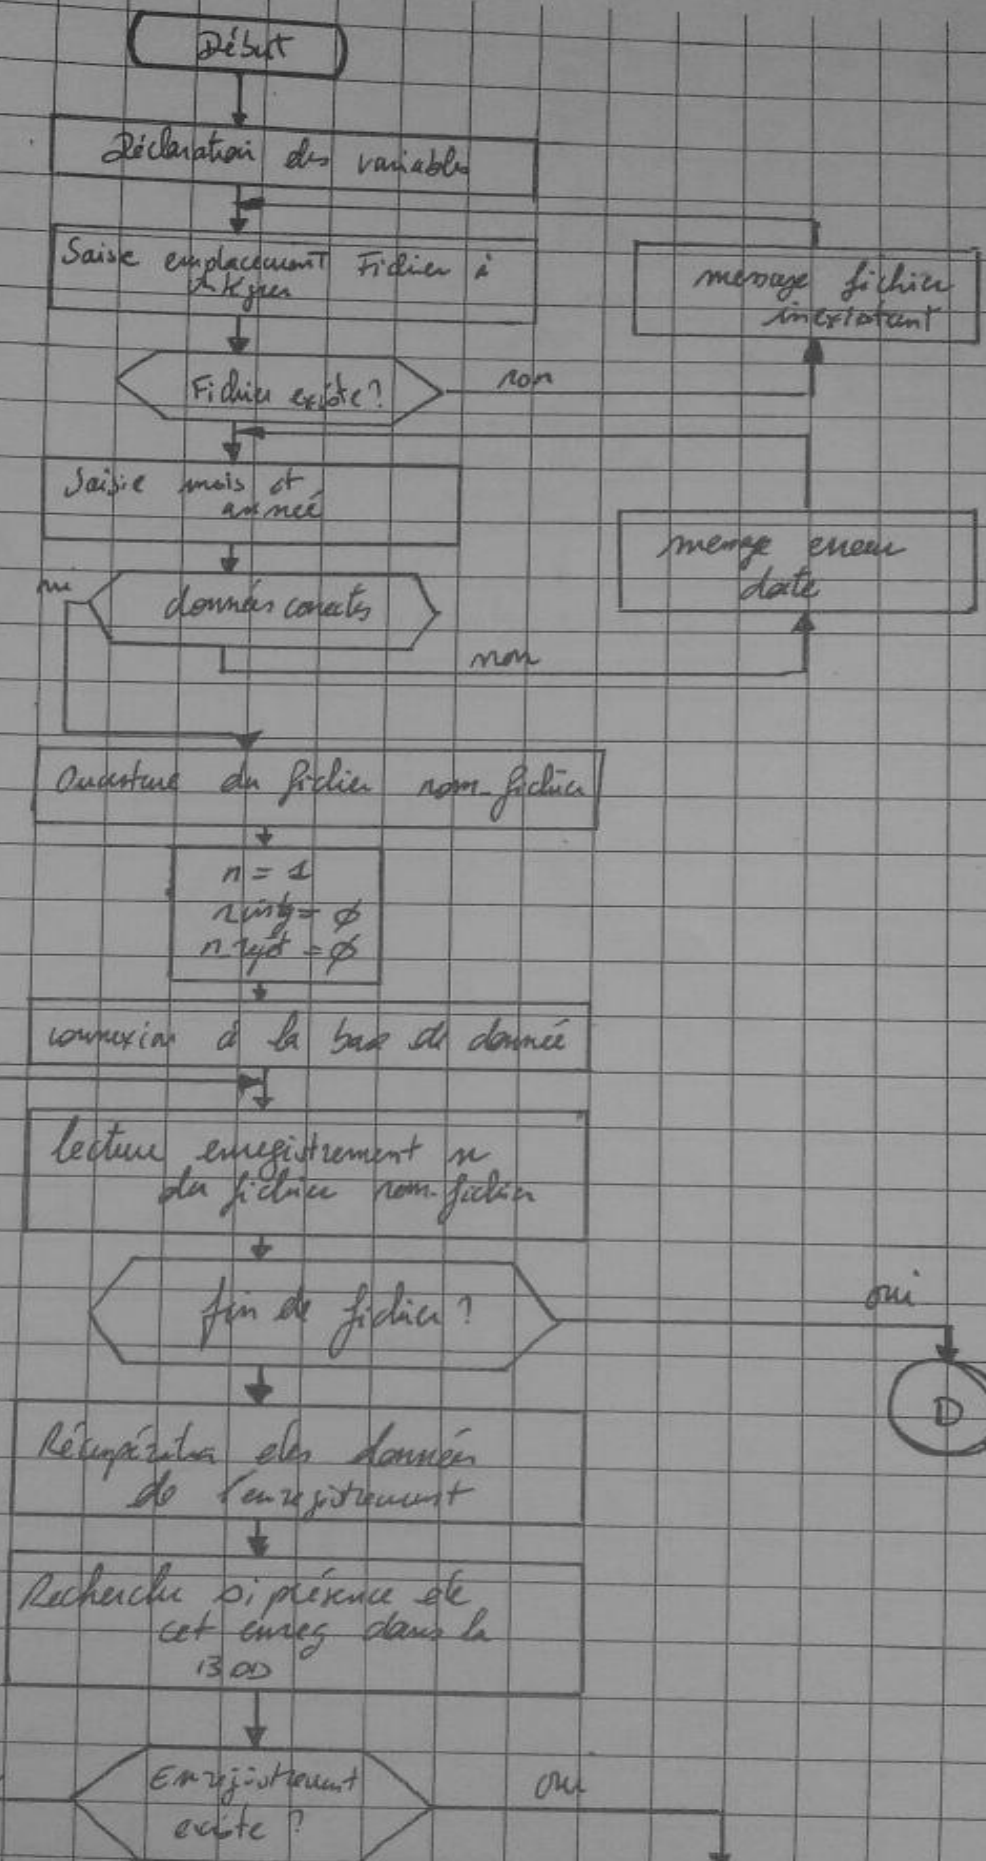 Début
Déclaration des variables
Saisie emplacement Fichier à
intégrer
message fichier
inexistant
Fichier existe?
non
Saisie mois et
année
message erreur
date
oui
données correctes
non
Ouverture du fichier nom_fichier
n = 1
= ø
= ø
connexion à la base de donnée
lecture enregistrement n
du fichier nom_fichier
fin de fichier ?
oui
D
Récupération des données
de l'enregistrement
Recherche si présence de
cet enreg dans la
BDD
Enregistrement
existe ?
oui